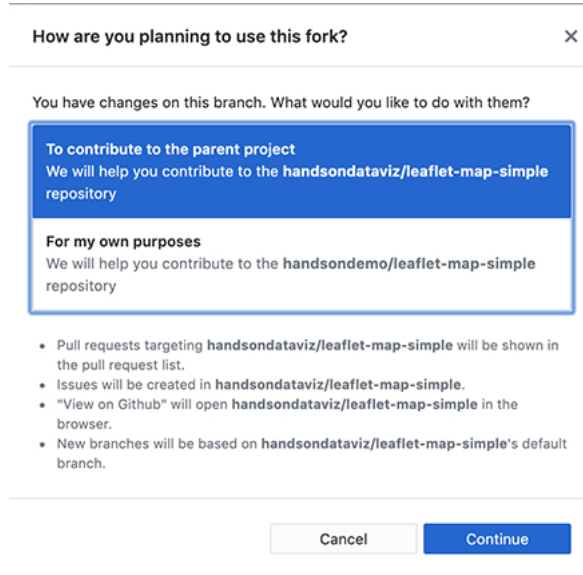 How are you planning to use this fork?
You have changes on this branch. What would you like to do with them?
To contribute to the parent project
We will help you contribute to the handsondataviz/leaflet-map-simple
repository
For my own purposes
We will help you contribute to the handsondemo/leaflet-map-simple
repository
• Pull requests targeting handsondataviz/leaflet-map-simple will be shown in
the pull request list.
• Issues will be created in handsondataviz/leaflet-map-simple.
• "View on Github" will open handsondataviz/leaflet-map-simple in the
browser.
• New branches will be based on handsondataviz/leaflet-map-simple's default
branch.
Cancel Continue